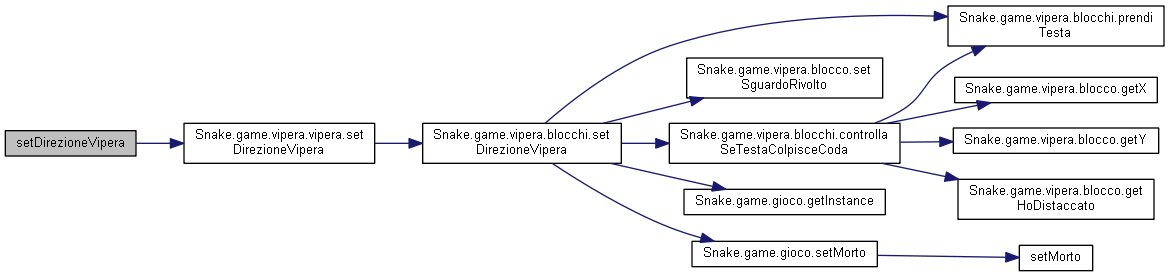 setDirezioneVipera
Snake.game.vipera.vipera.set
DirezioneVipera
Snake.game.vipera.blocchi.set
DirezioneVipera
Snake.game.vipera.blocco.set
SguardoRivolto
Snake.game.vipera.blocchi.controlla
SeTestaColpisceCoda
Snake.game.gioco.getInstance
Snake.game.gioco.setMorto
Snake.game.vipera.blocchi.prendi
Testa
Snake.game.vipera.blocco.getX
Snake.game.vipera.blocco.getY
Snake.game.vipera.blocco.get
HoDistaccato
setMorto